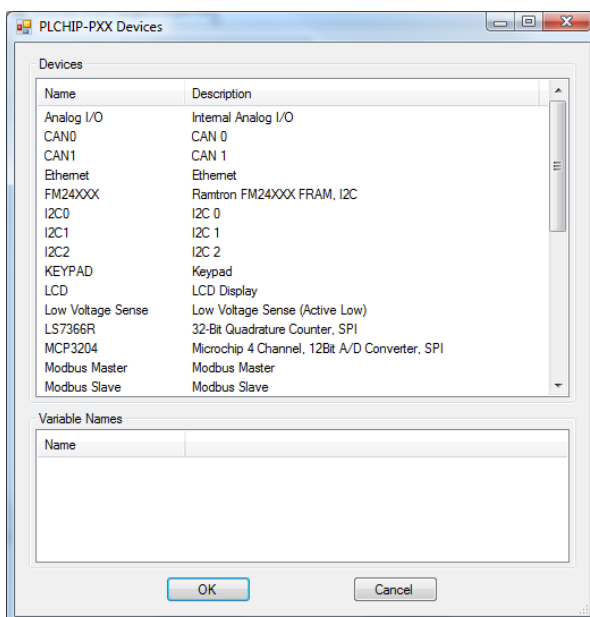 PLCHIP-PXX Devices
Devices
Name Description
Analog I/O Internal Analog I/O
CAN0 CAN 0
CAN1 CAN 1
Ethernet Ethernet
FM24XXX Ramtron FM24XXX FRAM, I2C
I2C0 I2C 0
I2C1 I2C 1
I2C2 I2C 2
KEYPAD Keypad
LCD LCD Display
Low Voltage Sense Low Voltage Sense (Active Low)
LS7366R 32-Bit Quadrature Counter, SPI
MCP3204 Microchip 4 Channel, 12Bit A/D Converter, SPI
Modbus Master Modbus Master
Modbus Slave Modbus Slave
Variable Names
Name
OK Cancel